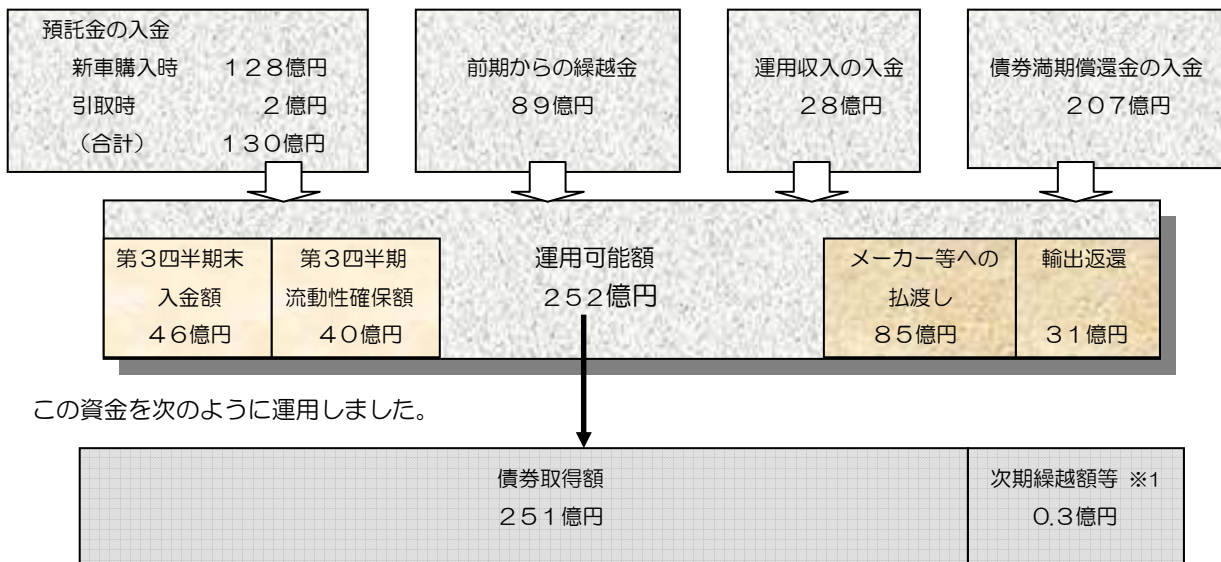 預託金の入金
新車購入時 １２８億円
引取時 ２億円
（合計） １３０億円
前期からの繰越金
８９億円
運用収入の入金
２８億円
債券満期償還金の入金
２０７億円
第３四半期末
入金額
４６億円
第３四半期
流動性確保額
４０億円
運用可能額
２５２億円
メーカー等への
払渡し
８５億円
輸出返還
３１億円
この資金を次のように運用しました。
債券取得額
２５１億円
次期繰越額等 ※1
０.３億円